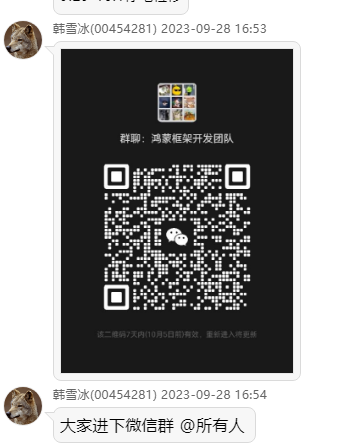 韩雪冰(00454281) 2023-09-28 16:53
群聊：鸿蒙框架开发团队
该二维码7天内(10月5日前)有效，重新进入将更新
韩雪冰(00454281) 2023-09-28 16:54
大家进下微信群 @所有人